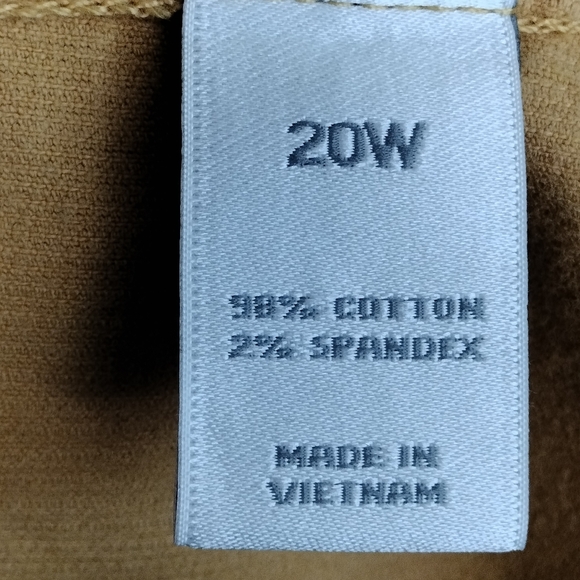 20W
98% COTTON
2% SPANDEX
MADE IN
VIETNAM